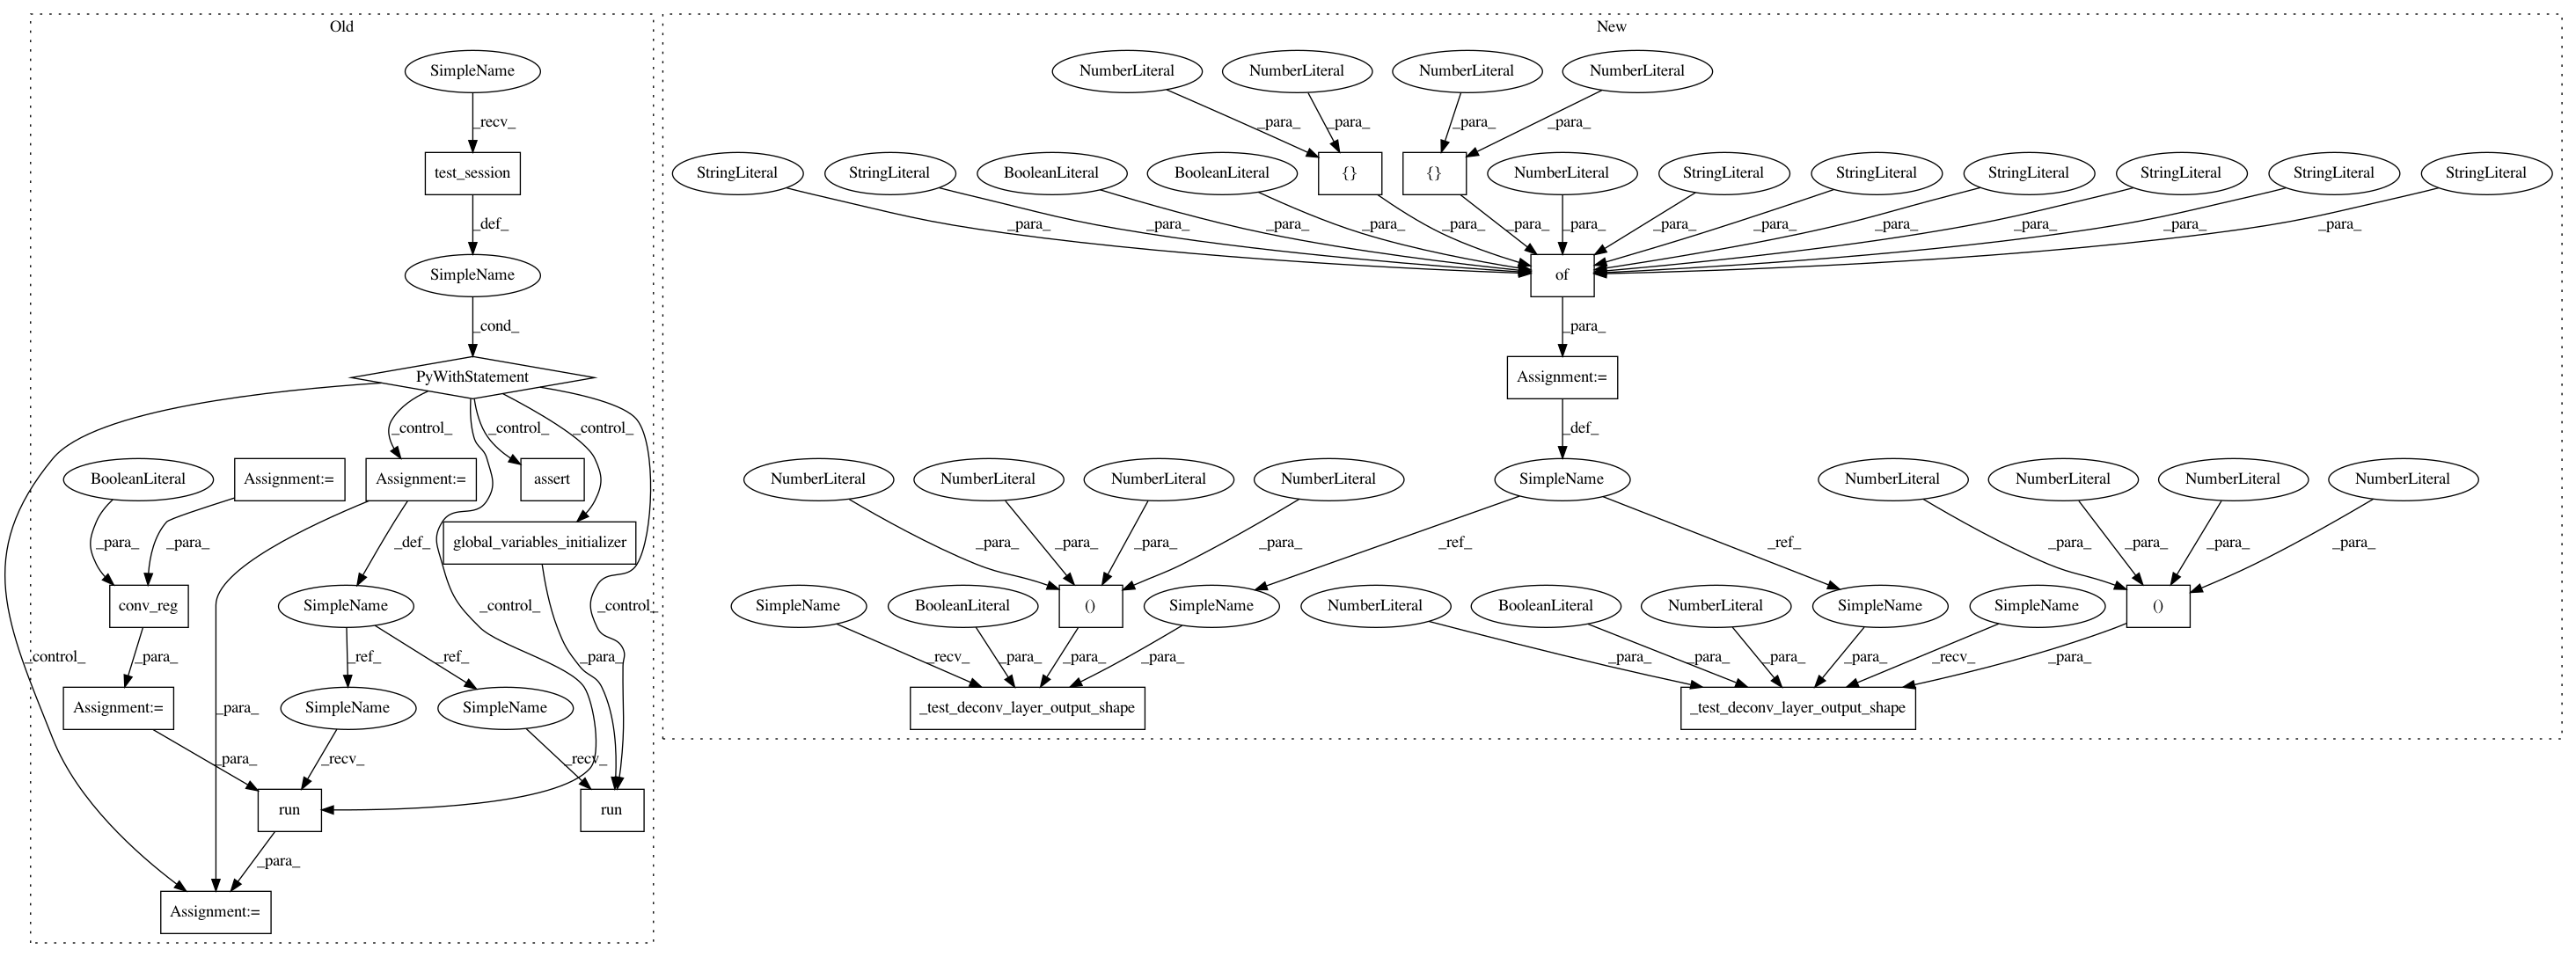 Old
New
SimpleName
NumberLiteral
NumberLiteral
NumberLiteral
NumberLiteral
_recv_
_para_
_para_
_para_
_para_
test_session
StringLiteral
StringLiteral
BooleanLiteral
BooleanLiteral
{}
{}
NumberLiteral
StringLiteral
StringLiteral
StringLiteral
StringLiteral
StringLiteral
StringLiteral
_def_
_para_
_para_
_para_
_para_
_para_
_para_
_para_
_para_
_para_
_para_
_para_
_para_
_para_
SimpleName
of
_cond_
_para_
PyWithStatement
Assignment:=
_control_
_control_
_control_
_def_
BooleanLiteral
Assignment:=
Assignment:=
assert
NumberLiteral
NumberLiteral
NumberLiteral
NumberLiteral
SimpleName
NumberLiteral
NumberLiteral
NumberLiteral
NumberLiteral
_para_
_para_
_def_
global_variables_initializer
_para_
_para_
_para_
_para_
_ref_
_ref_
_para_
_para_
_para_
_para_
conv_reg
SimpleName
_control_
_control_
SimpleName
BooleanLiteral
()
SimpleName
NumberLiteral
BooleanLiteral
NumberLiteral
SimpleName
SimpleName
()
_control_
_para_
_ref_
_ref_
_para_
_recv_
_para_
_para_
_para_
_para_
_para_
_para_
_para_
_recv_
_para_
Assignment:=
_para_
SimpleName
SimpleName
_test_deconv_layer_output_shape
_test_deconv_layer_output_shape
_para_
_recv_
_recv_
run
run
_para_
Assignment:=